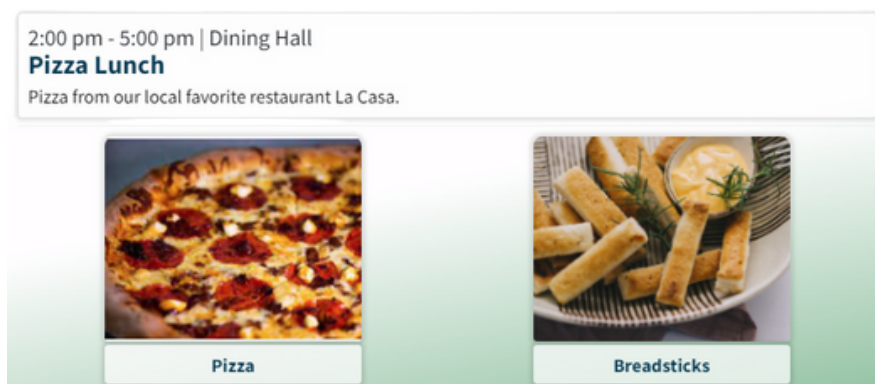 2:00 pm - 5:00 pm | Dining Hall
Pizza Lunch
Pizza from our local favorite restaurant La Casa.
Pizza
Breadsticks